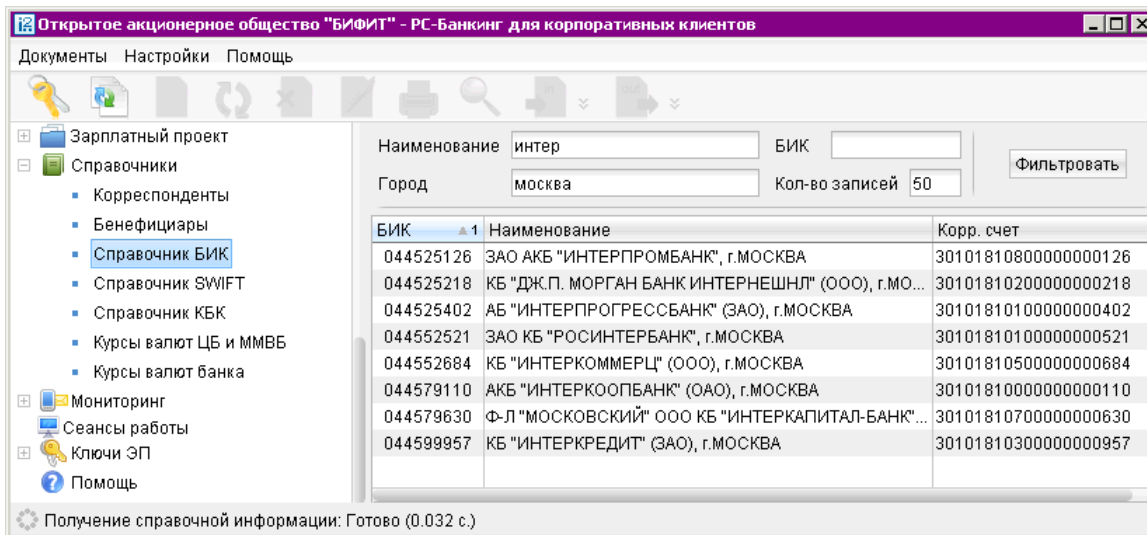 Открытое акционерное общество "БИФИТ" - PC-Банкинг для корпоративных клиентов
Документы Настройки Помощь
in out
Зарплатный проект
Справочники
Корреспонденты
Бенефициары
Справочник БИК
Справочник SWIFT
Справочник КБК
Курсы валют ЦБ и ММВБ
Курсы валют банка
Мониторинг
Сеансы работы
Ключи ЭП
Помощь
Наименование интер БИК
Город москва Кол-во записей 50
Фильтровать
БИК 1 Наименование Корр. счет
044525126 ЗАО АКБ "ИНТЕРПРОМБАНК", г.МОСКВА 30101810800000000126
044525218 КБ "ДЖ.П. МОРГАН БАНК ИНТЕРНЕШНЛ" (ООО), г.МО... 30101810200000000218
044525402 АБ "ИНТЕРПРОГРЕССБАНК" (ЗАО), г.МОСКВА 30101810100000000402
044552521 ЗАО КБ "РОСИНТЕРБАНК", г.МОСКВА 30101810100000000521
044552684 КБ "ИНТЕРКОММЕРЦ" (ООО), г.МОСКВА 30101810500000000684
044579110 АКБ "ИНТЕРКООПБАНК" (ОАО), г.МОСКВА 30101810000000000110
044579630 Ф-Л "МОСКОВСКИЙ" ООО КБ "ИНТЕРКАПИТАЛ-БАНК"... 30101810700000000630
044599957 КБ "ИНТЕРКРЕДИТ" (ЗАО), г.МОСКВА 30101810300000000957
Получение справочной информации: Готово (0.032 с.)